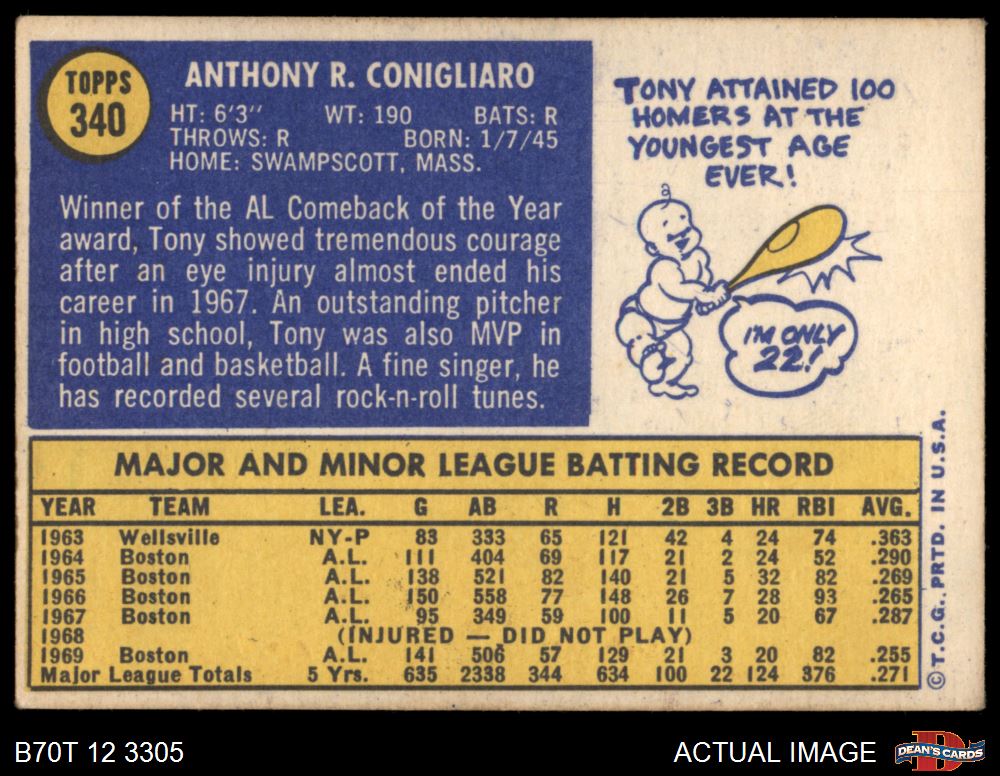 TOPPS
340
ANTHONY R. CONIGLIARO
HT: 6'3" WT: 190 BATS: R
THROWS: R BORN: 1/7/45
HOME: SWAMPSCOTT, MASS.
Winner of the AL Comeback of the Year
award, Tony showed tremendous courage
after an eye injury almost ended his
career in 1967. An outstanding pitcher
in high school, Tony was also MVP in
football and basketball. A fine singer, he
has recorded several rock-n-roll tunes.
TONY ATTAINED 100
HOMERS AT THE
YOUNGEST AGE
EVER!
I'M ONLY
22!
MAJOR AND MINOR LEAGUE BATTING RECORD
YEAR TEAM LEA. G AB R H 2B 3B HR RBI AVG.
1963 Wellsville NY-P 83 333 65 121 42 4 24 74 .363
1964 Boston A.L. 111 404 69 117 21 2 24 52 .290
1965 Boston A.L. 138 521 82 140 21 5 32 82 .269
1966 Boston A.L. 150 558 77 148 26 7 28 93 .265
1967 Boston A.L. 95 349 59 100 11 5 20 67 .287
1968 (INJURED — DID NOT PLAY)
1969 Boston A.L. 141 506 57 129 21 3 20 82 .255
Major League Totals 5 Yrs. 635 2338 344 634 100 22 124 376 .271
© T.C.G. PRTD. IN U.S.A.
B70T 12 3305
ACTUAL IMAGE
DEAN'S CARDS